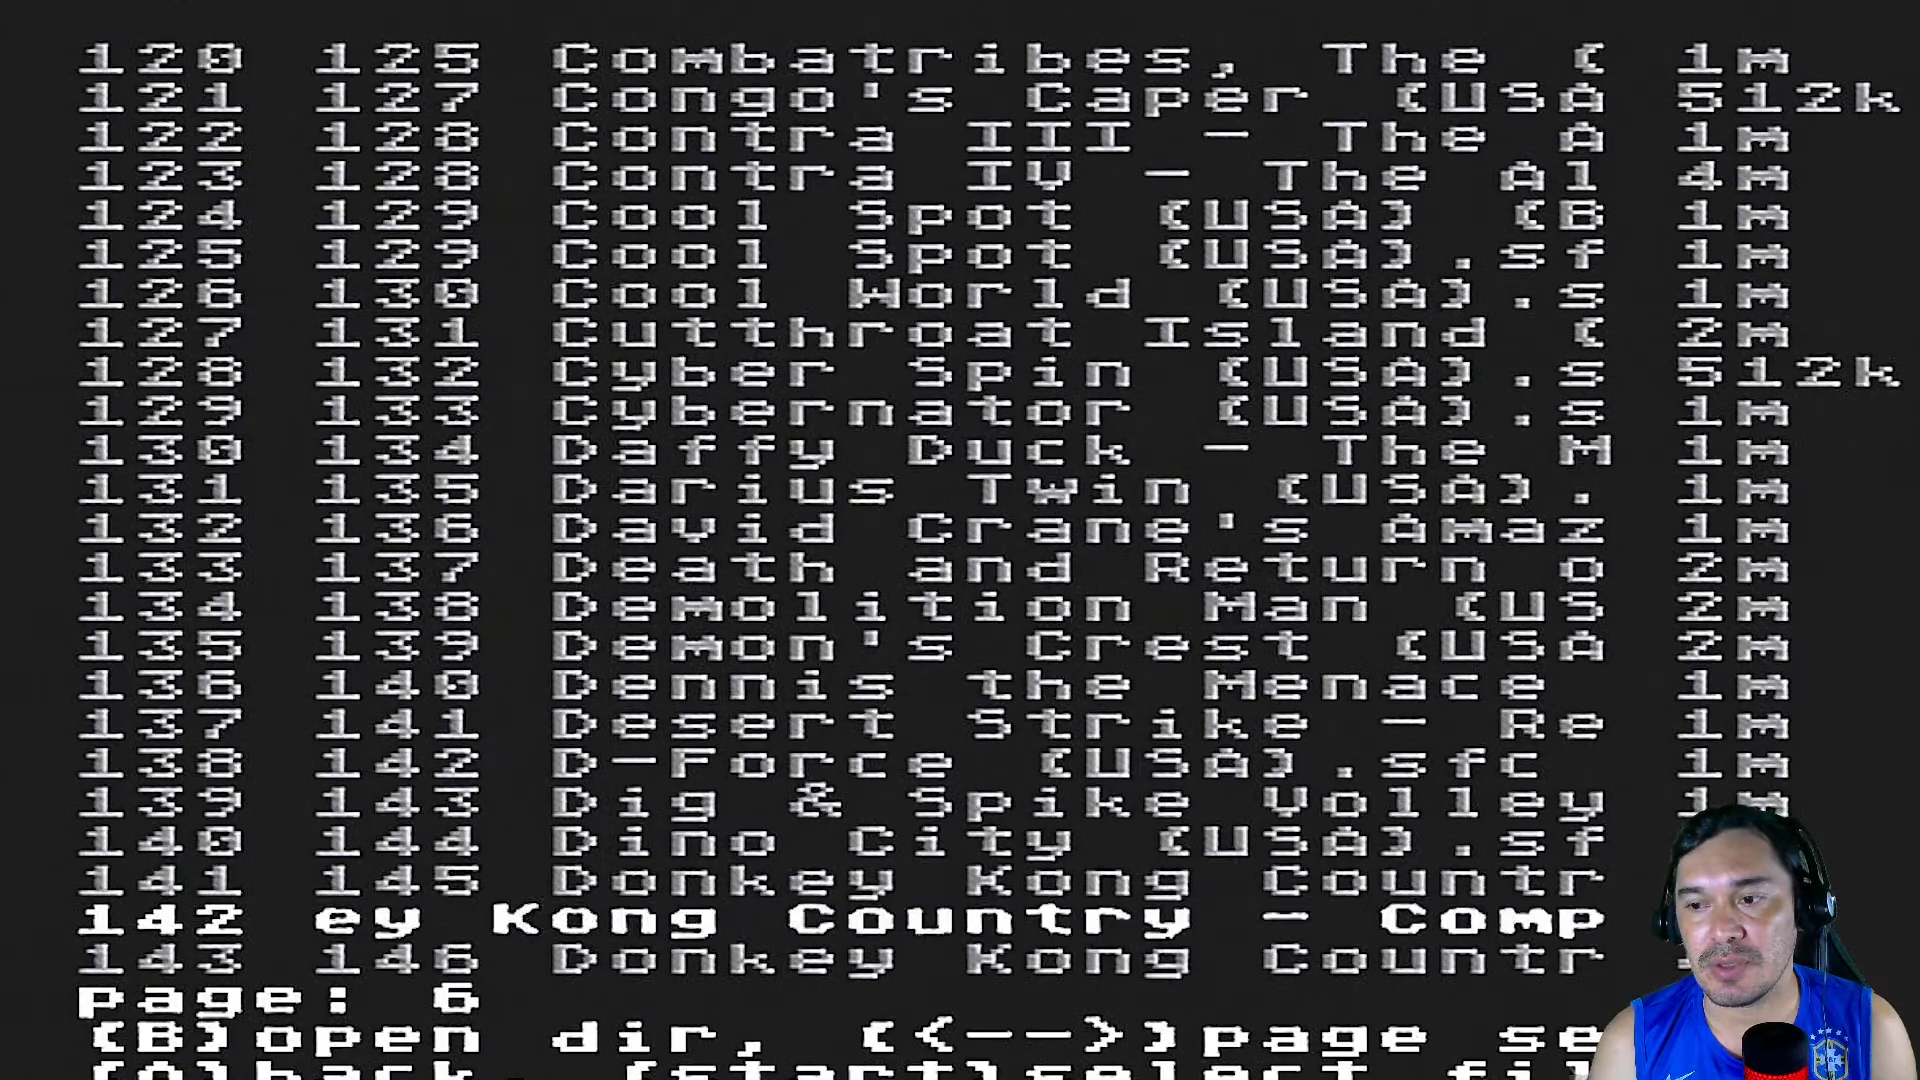 120 125 Combatribes, The ( 1m
121 127 Congo's Caper (USA 512k
122 128 Contra III - The A 1m
123 128 Contra IV - The Al 4m
124 129 Cool Spot (USA) (B 1m
125 129 Cool Spot (USA).sf 1m
126 130 Cool World (USA).s 1m
127 131 Cutthroat Island ( 2m
128 132 Cyber Spin (USA).s 512k
129 133 Cybernator (USA).s 1m
130 134 Daffy Duck - The M 1m
131 135 Darius Twin (USA). 1m
132 136 David Crane's Amaz 1m
133 137 Death and Return o 2m
134 138 Demolition Man (US 2m
135 139 Demon's Crest (USA 2m
136 140 Dennis the Menace 1m
137 141 Desert Strike - Re 1m
138 142 D-Force (USA).sfc 1m
139 143 Dig & Spike Volley 1m
140 144 Dino City (USA).sf
141 145 Donkey Kong Countr
142 ey Kong Country - Comp
143 146 Donkey Kong Countr
page: 6
(B)open dir, (<-->)page se
back, (start)select fi